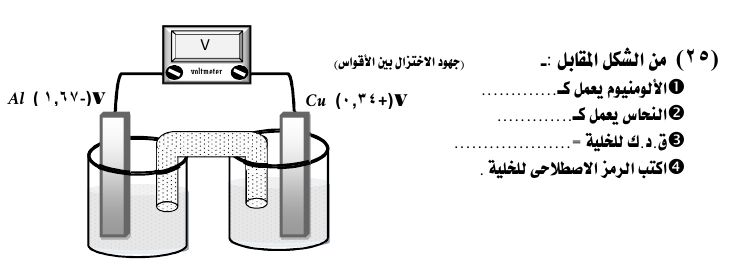 (٢٥) من الشكل المقابل :ـ
(جهود الاختزال بين الأقواس)
❶الألومنيوم يعمل كـ.............
❷النحاس يعمل كـ.............
❸ق.د.ك للخلية =....................
❹اكتب الرمز الاصطلاحى للخلية .
V
voltmeter
Al (-١,٦٧)V
Cu (+٠,٣٤)V